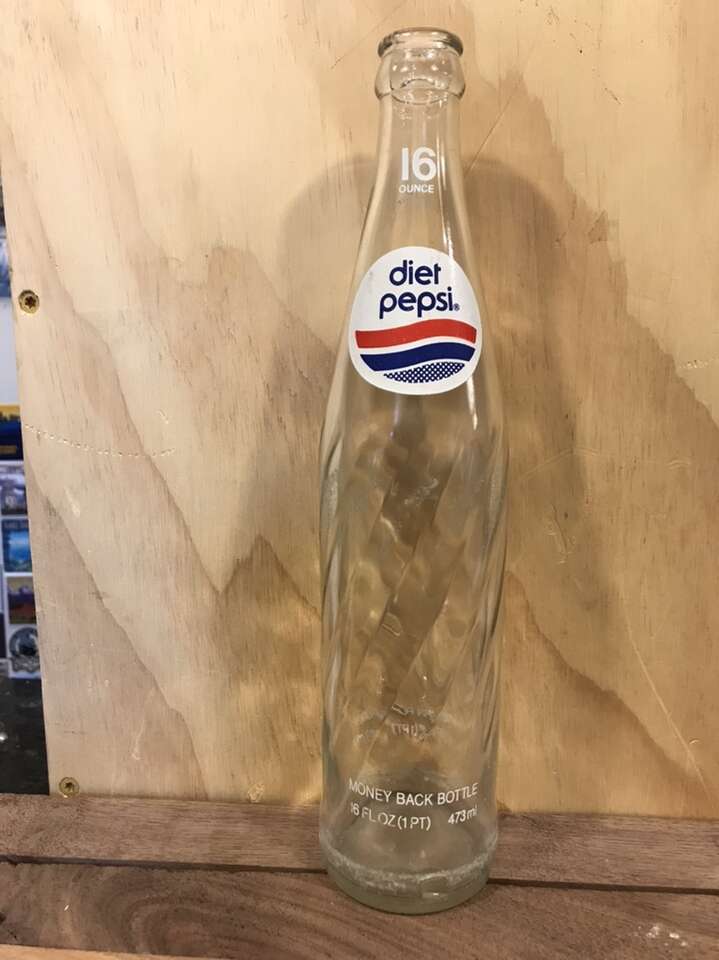 16
OUNCE
diet
pepsi®
MONEY BACK BOTTLE
16 FL OZ (1 PT) 473 ml